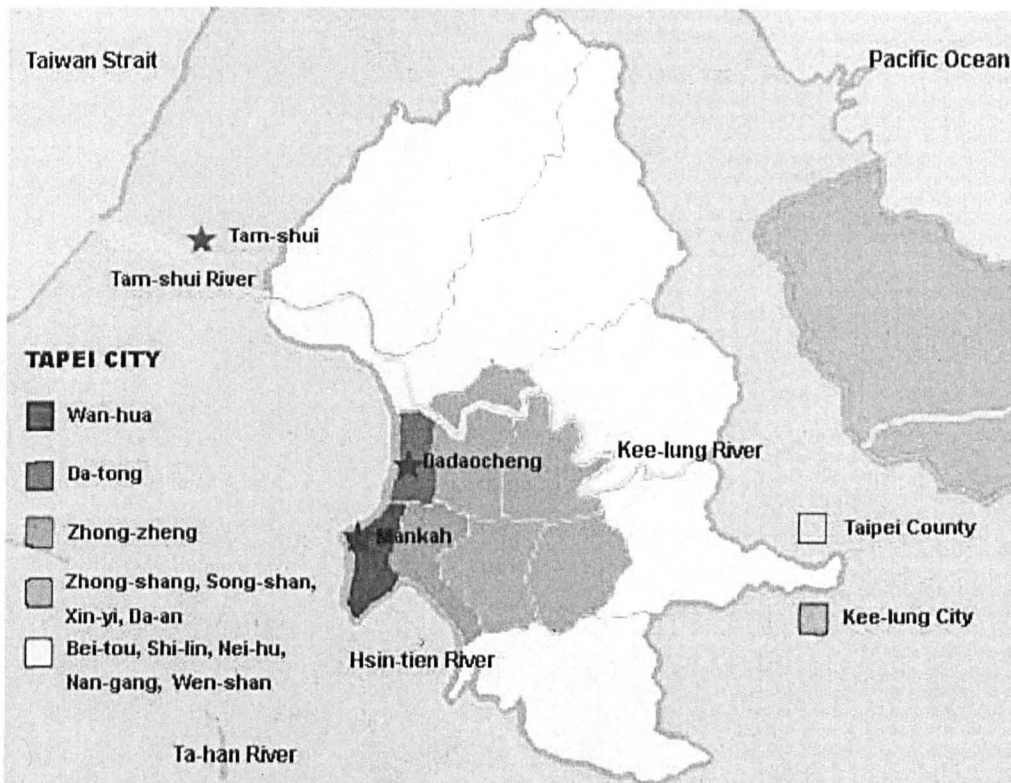 Taiwan Strait
Pacific Ocean
Tam-shui
Tam-shui River
TAPEI CITY
Wan-hua
Da-tong
Zhong-zheng
Zhong-shang, Song-shan,
Xin-yi, Da-an
Bei-tou, Shi-lin, Nei-hu,
Nan-gang, Wen-shan
Dadaocheng
Kee-lung River
Mankah
Taipei County
Kee-lung City
Hsin-tien River
Ta-han River